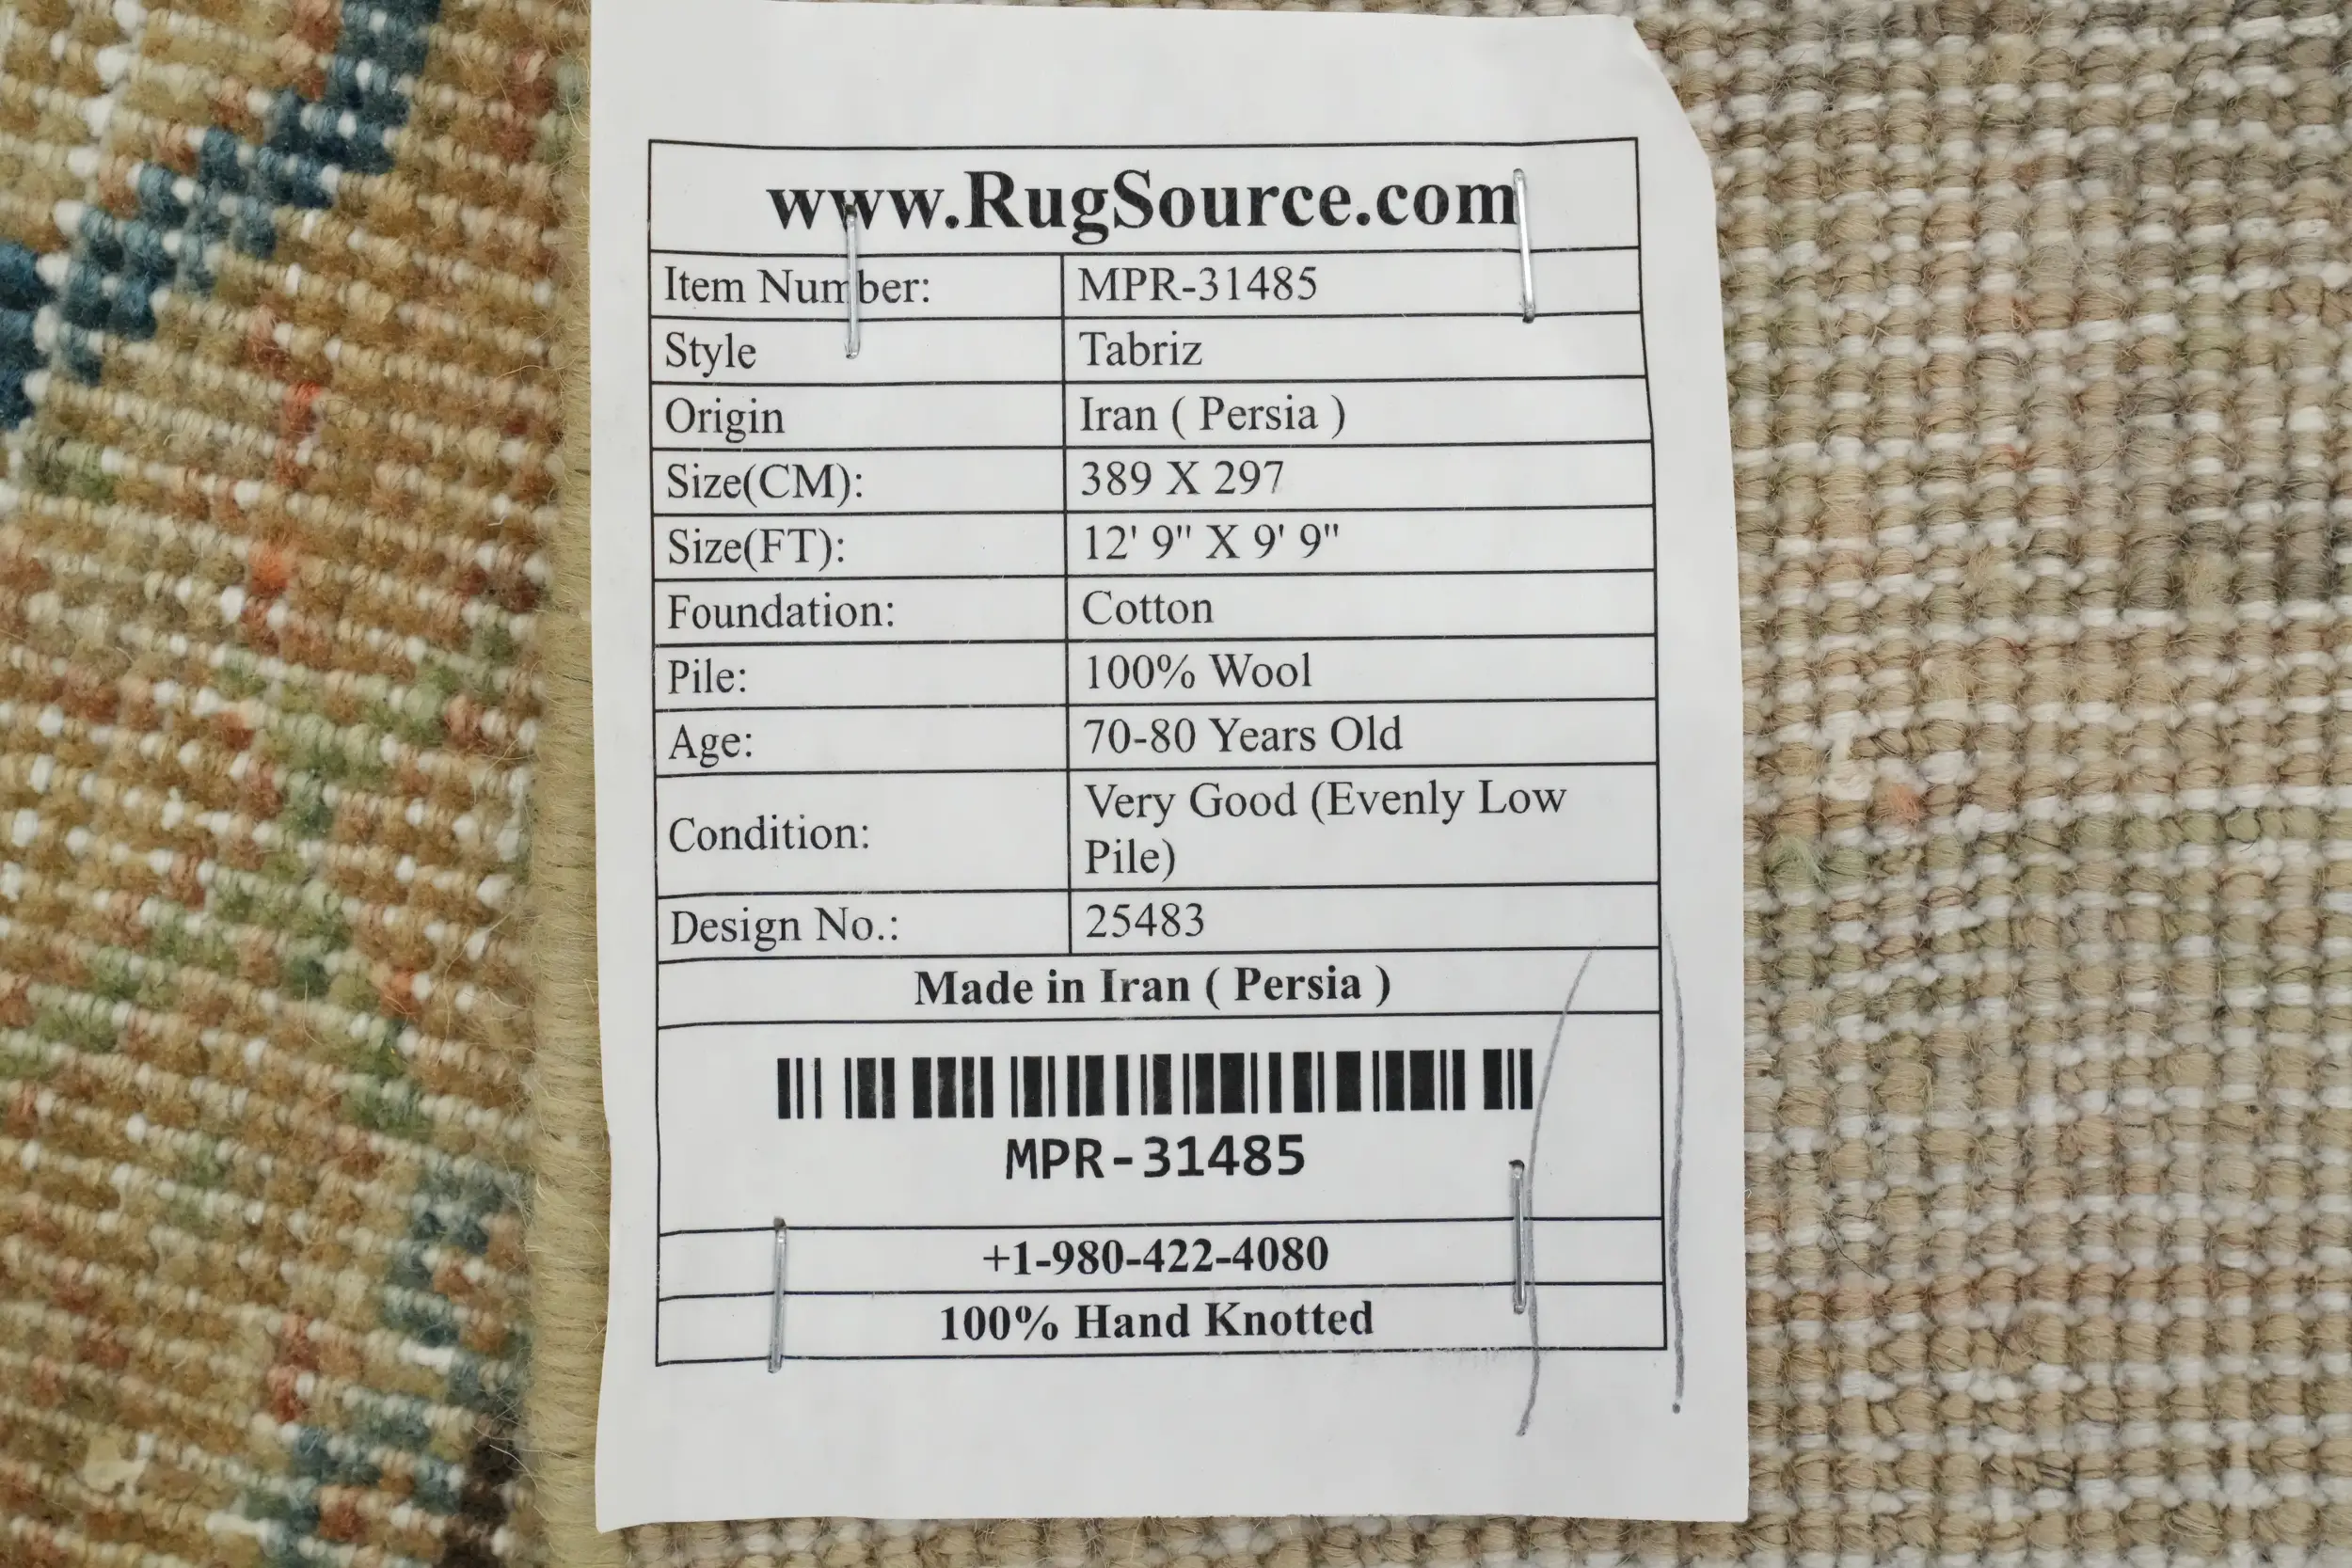 www.RugSource.com
Item Number: MPR-31485
Style Tabriz
Origin Iran ( Persia )
Size(CM): 389 X 297
Size(FT): 12' 9" X 9' 9"
Foundation: Cotton
Pile: 100% Wool
Age: 70-80 Years Old
Condition: Very Good (Evenly Low
Pile)
Design No.: 25483
Made in Iran ( Persia )
MPR-31485
+1-980-422-4080
100% Hand Knotted